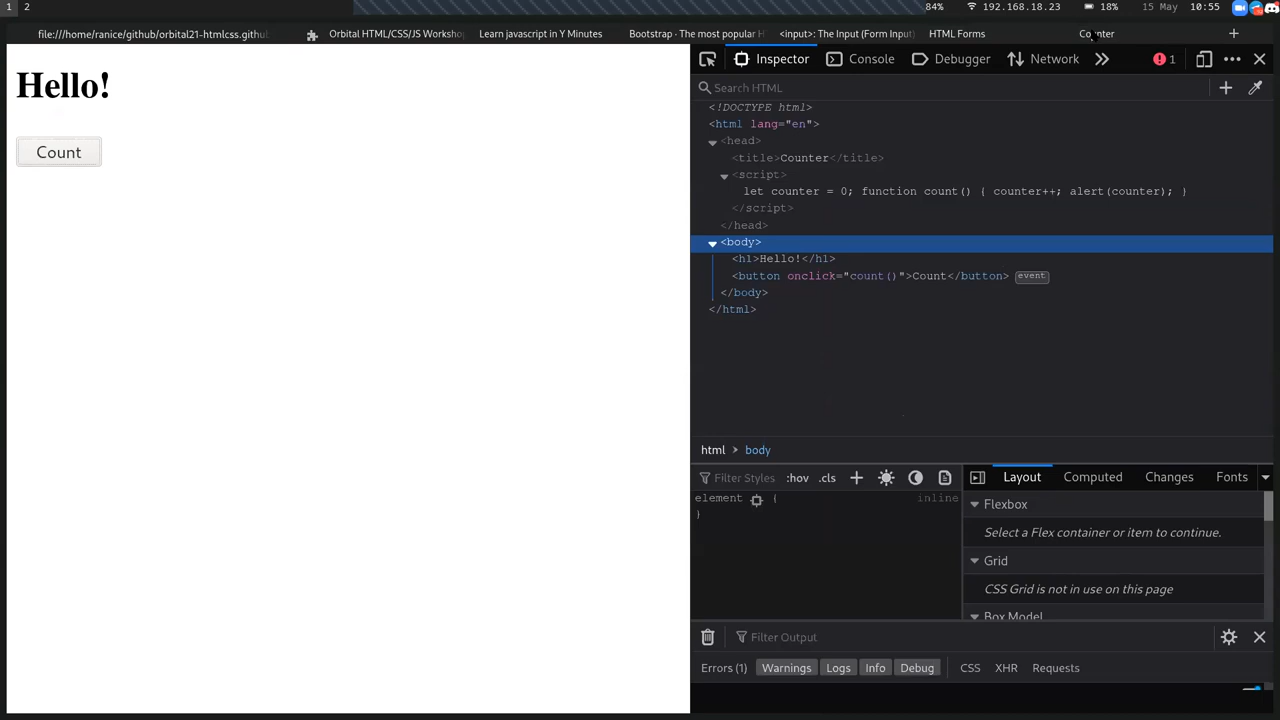 1 2 84% 192.168.18.23 18% 15 May 10:55
file:///home/ranice/github/orbital21-htmlcss.github Orbital HTML/CSS/JS Worksho Learn javascript in Y Minutes Bootstrap · The most popular H <input>: The Input (Form Input) HTML Forms Counter +
Hello!
Count
Inspector Console Debugger Network 1
Search HTML
<!DOCTYPE html>
<html lang="en">
<head>
<title>Counter</title>
<script>
let counter = 0; function count() { counter++; alert(counter); }
</script>
</head>
<body>
<h1>Hello!</h1>
<button onclick="count()">Count</button> event
</body>
</html>
html > body
Filter Styles :hov .cls Layout Computed Changes Fonts
element { inline
}
Flexbox
Select a Flex container or item to continue.
Grid
CSS Grid is not in use on this page
Box Model
Filter Output
Errors (1) Warnings Logs Info Debug CSS XHR Requests